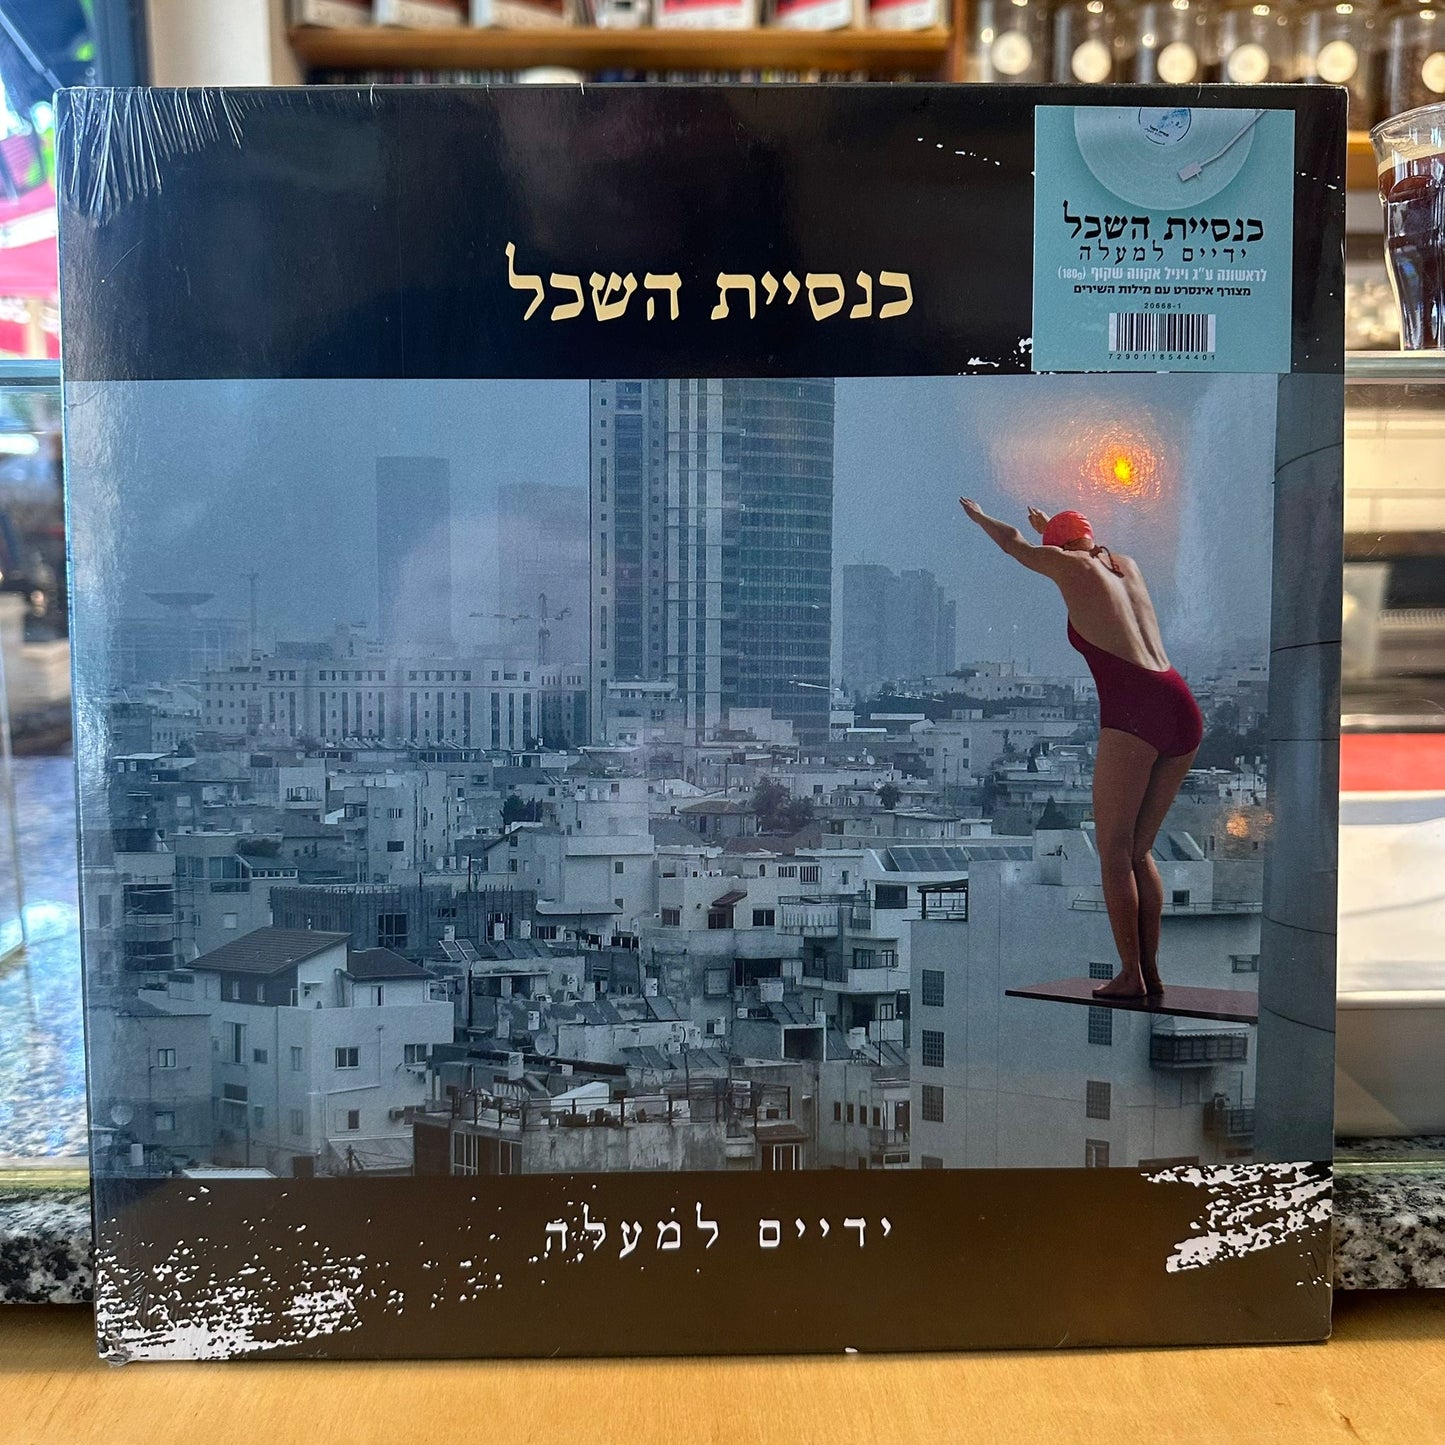 כנסיית השכל
כנסיית השכל
ידיים למעלה
לראשונה ע"ג ויניל אקווה שקוף (180g)
מצורף אינסרט עם מילות השירים
20668-1
7290118544401
ידיים למעלה